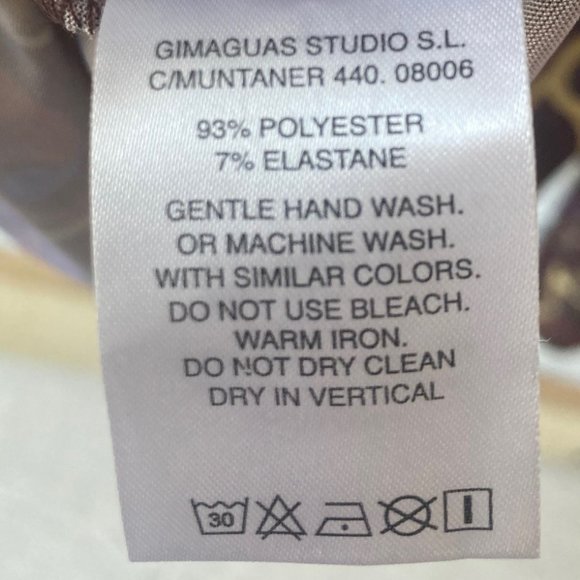 GIMAGUAS STUDIO S.L.
C/MUNTANER 440. 08006
93% POLYESTER
7% ELASTANE
GENTLE HAND WASH.
OR MACHINE WASH.
WITH SIMILAR COLORS.
DO NOT USE BLEACH.
WARM IRON.
DO NOT DRY CLEAN
DRY IN VERTICAL
30